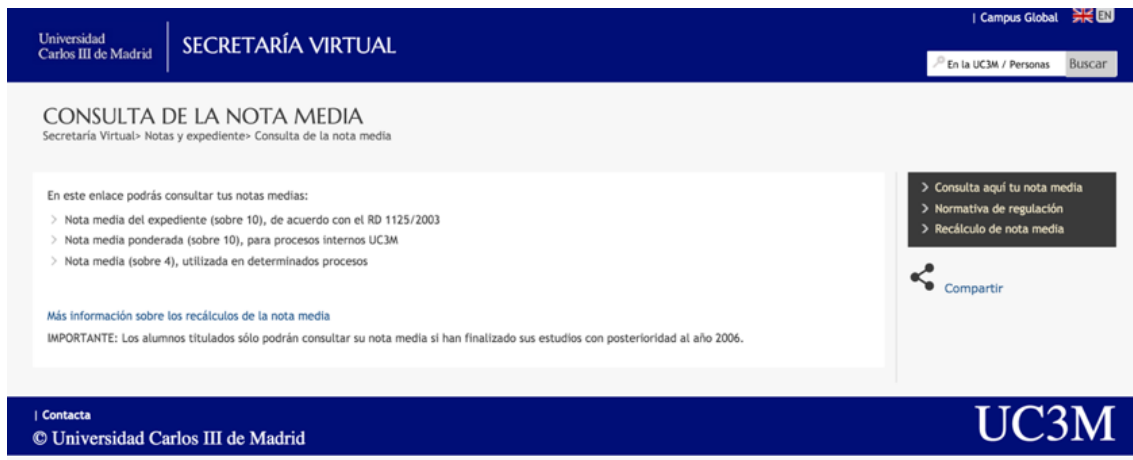 | Campus Global EN
Universidad
Carlos III de Madrid
SECRETARÍA VIRTUAL
En la UC3M / Personas Buscar
CONSULTA DE LA NOTA MEDIA
Secretaría Virtual> Notas y expediente> Consulta de la nota media
En este enlace podrás consultar tus notas medias:
> Nota media del expediente (sobre 10), de acuerdo con el RD 1125/2003
> Nota media ponderada (sobre 10), para procesos internos UC3M
> Nota media (sobre 4), utilizada en determinados procesos
Más información sobre los recálculos de la nota media
IMPORTANTE: Los alumnos titulados sólo podrán consultar su nota media si han finalizado sus estudios con posterioridad al año 2006.
> Consulta aquí tu nota media
> Normativa de regulación
> Recálculo de nota media
Compartir
| Contacta
© Universidad Carlos III de Madrid
UC3M